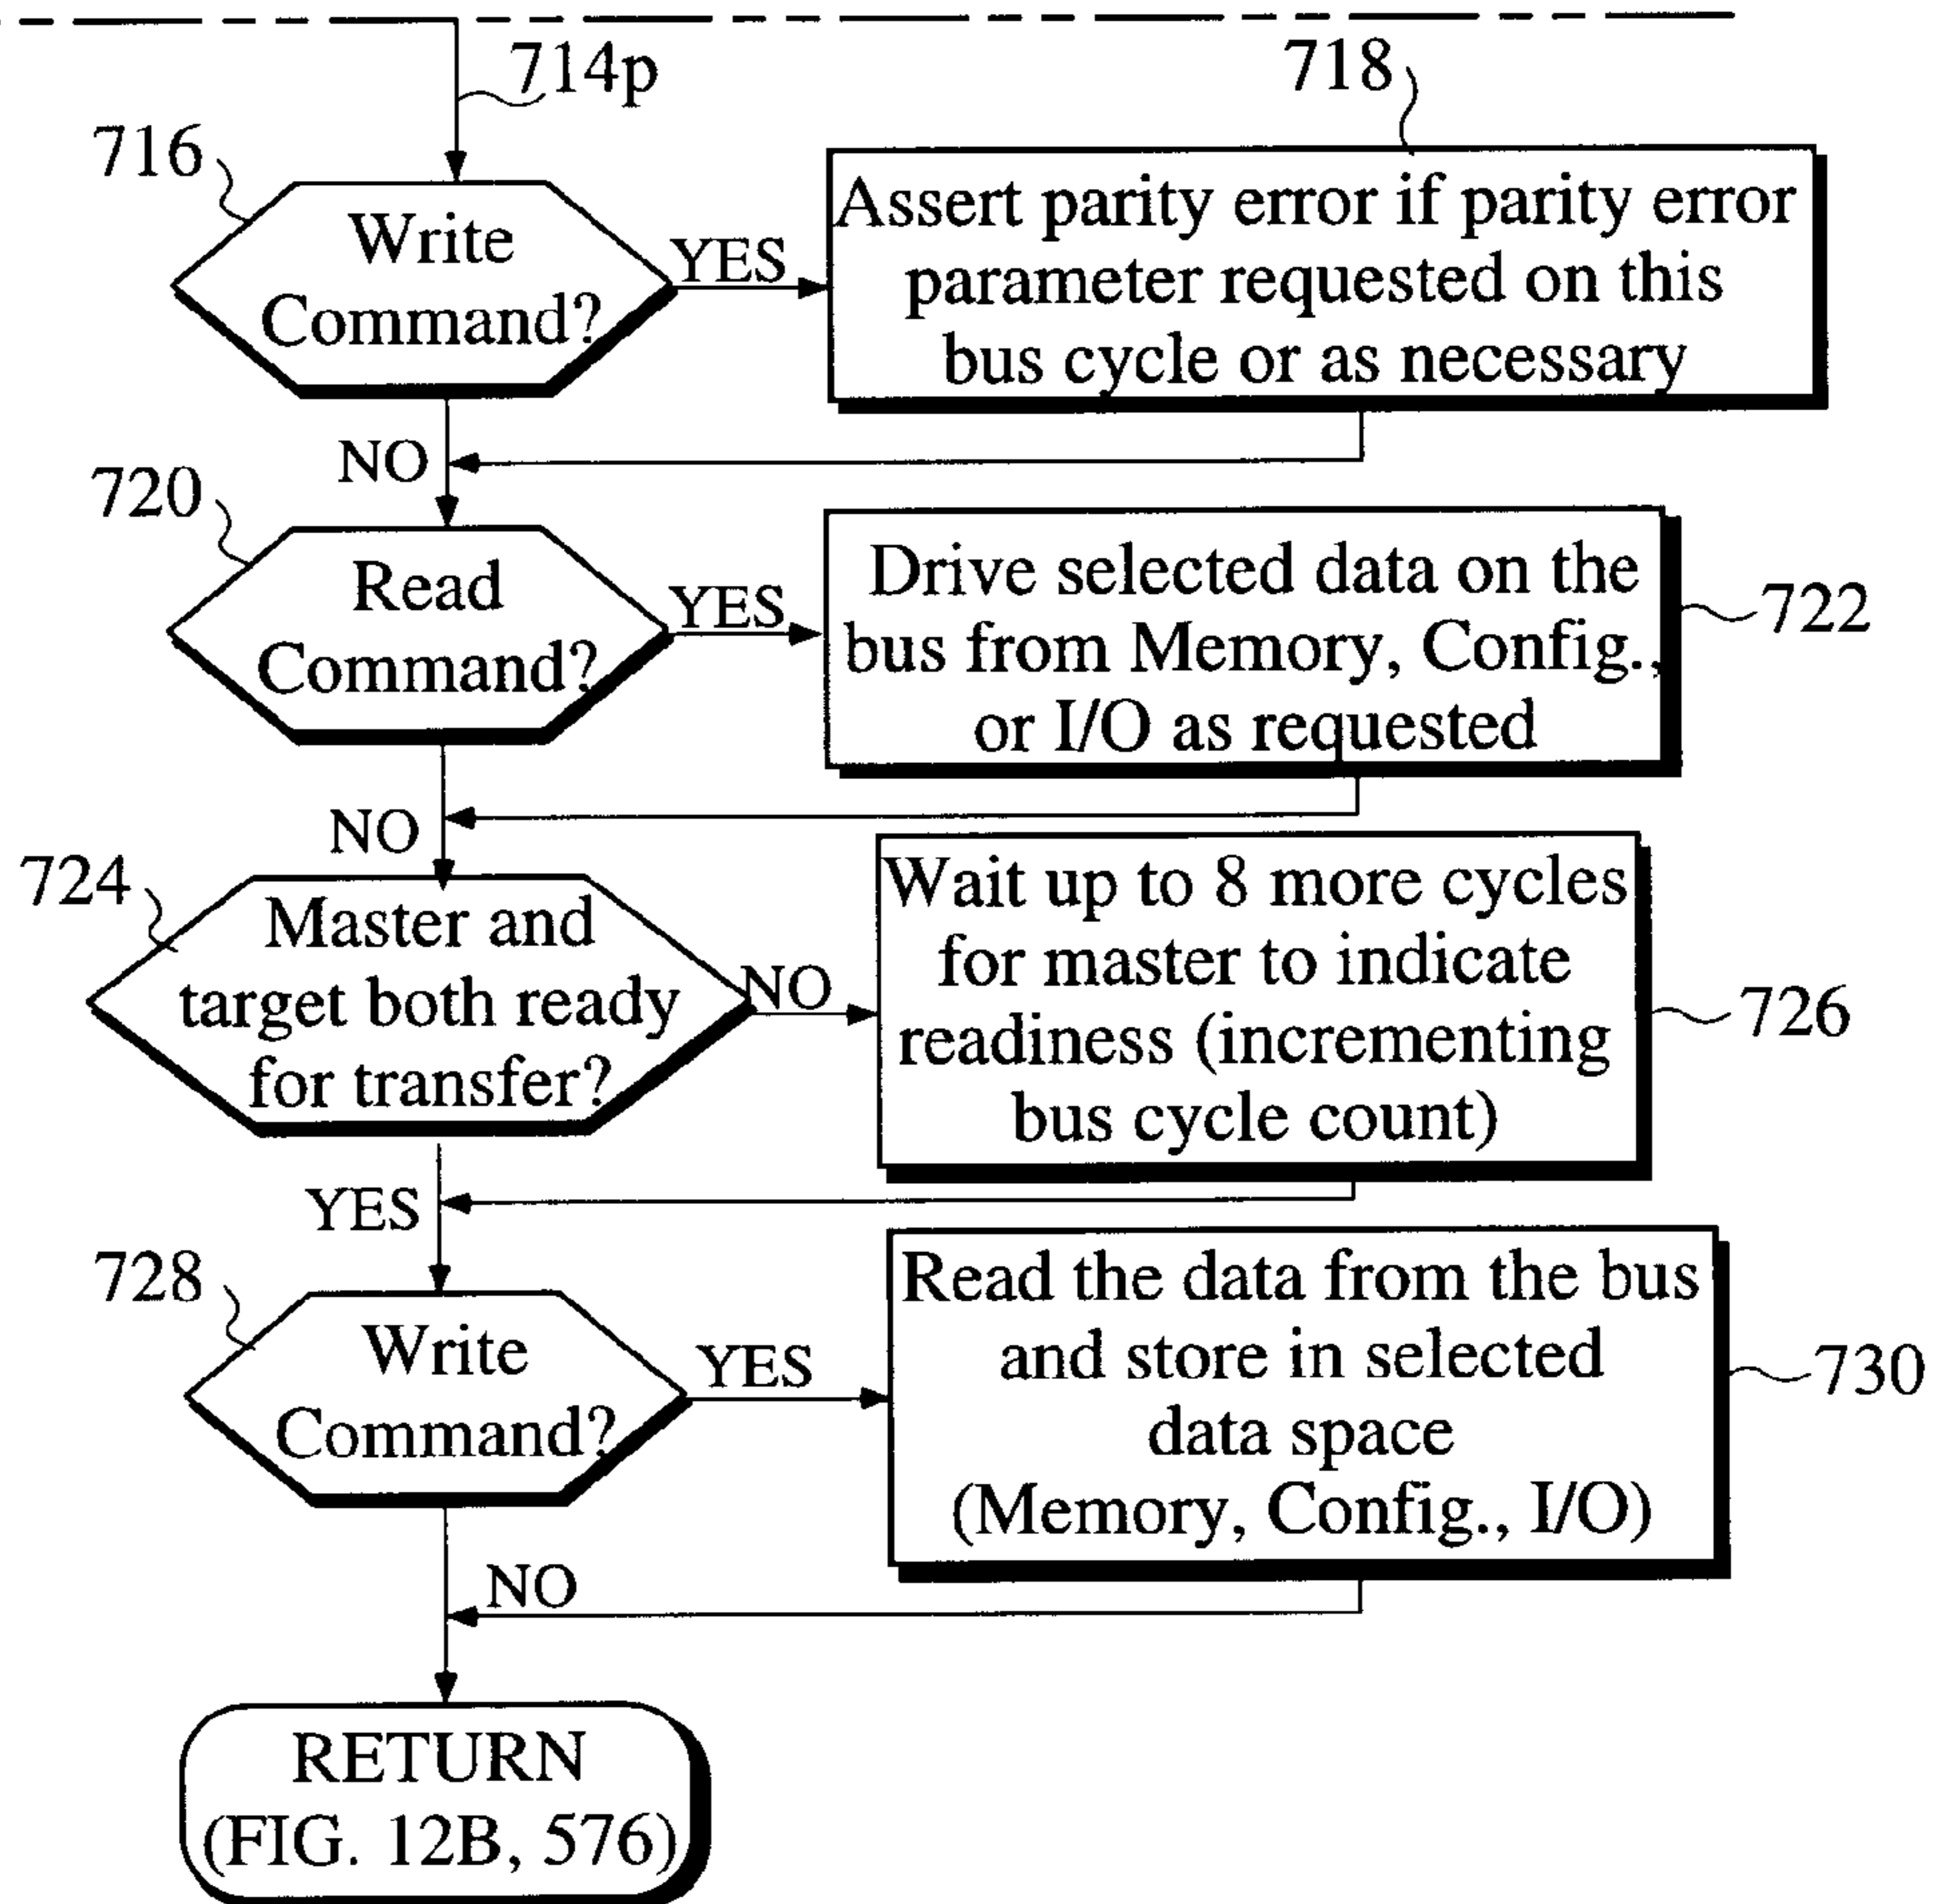 714p
718
716
Write
Command?
YES
Assert parity error if parity error
parameter requested on this
bus cycle or as necessary
NO
720
Read
Command?
YES
Drive selected data on the
bus from Memory, Config.,
or I/O as requested
722
NO
724
Master and
target both ready
for transfer?
NO
Wait up to 8 more cycles
for master to indicate
readiness (incrementing
bus cycle count)
726
YES
728
Write
Command?
YES
Read the data from the bus
and store in selected
data space
(Memory, Config., I/O)
730
NO
RETURN
(FIG. 12B, 576)